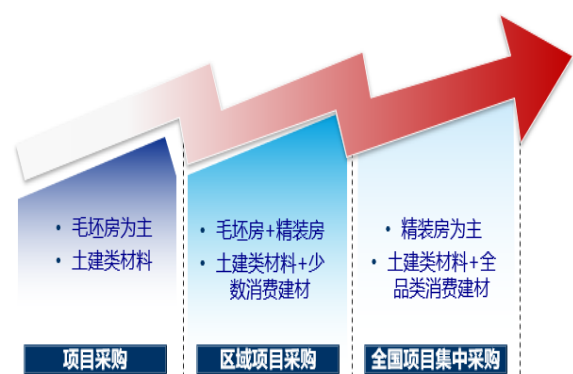 • 毛坯房为主
• 土建类材料
项目采购
• 毛坯房+精装房
• 土建类材料+少
数消费建材
区域项目采购
• 精装房为主
• 土建类材料+全
品类消费建材
全国项目集中采购